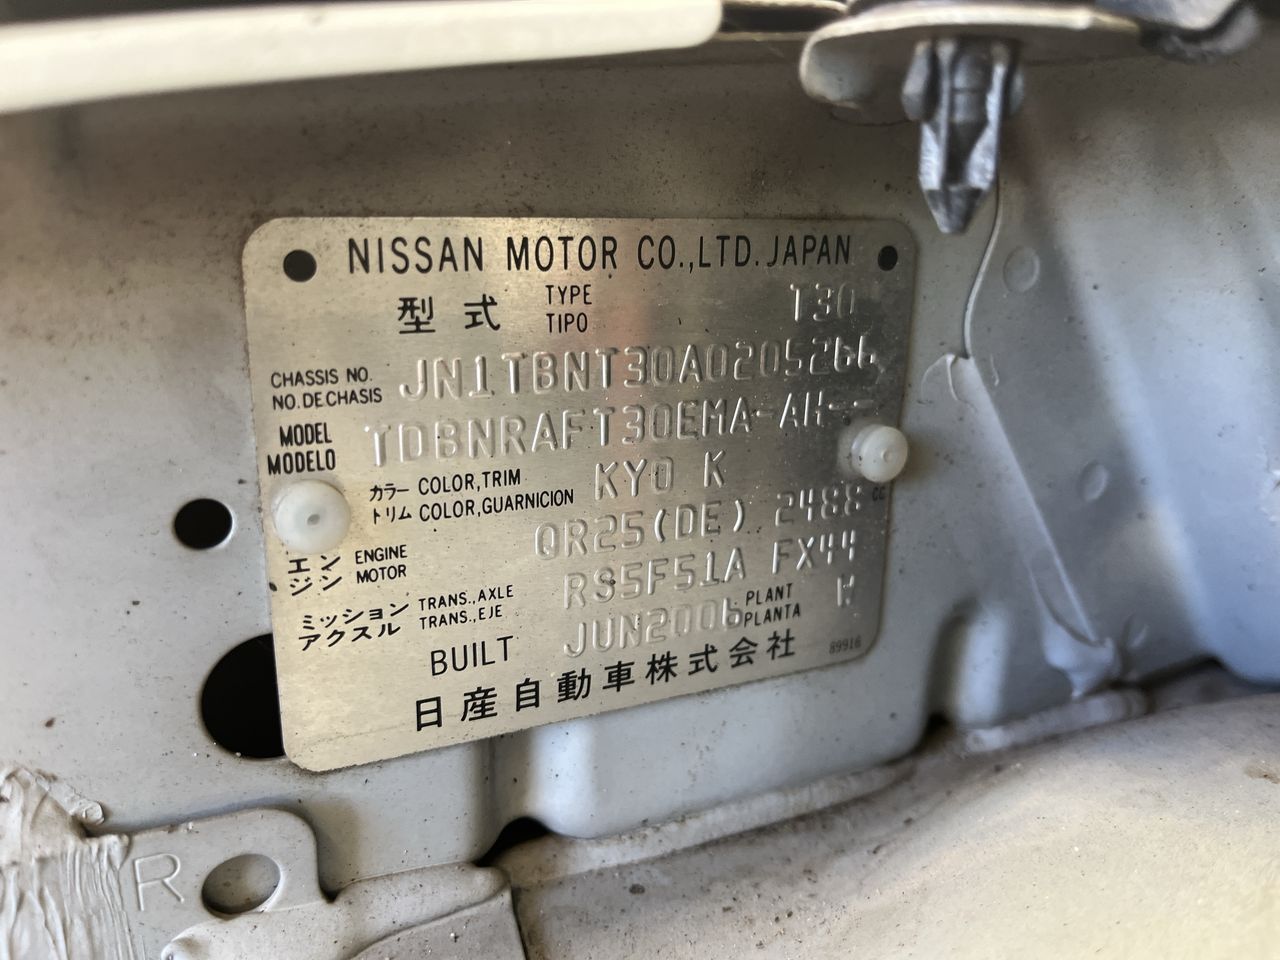 NISSAN MOTOR CO.,LTD. JAPAN
型式 TYPE TIPO T30
CHASSIS NO. NO. DE CHASIS JN1TBNT30A0205266
MODEL MODELO TDBNRAFT30EMA-AH--
カラー COLOR,TRIM KY0 K
トリム COLOR,GUARNICION
エンジン ENGINE MOTOR QR25(DE) 2488 CC
ミッション TRANS.,AXLE RS5F51A FX44
アクスル TRANS.,EJE
BUILT JUN2006 PLANT PLANTA W
日産自動車株式会社 89916
R